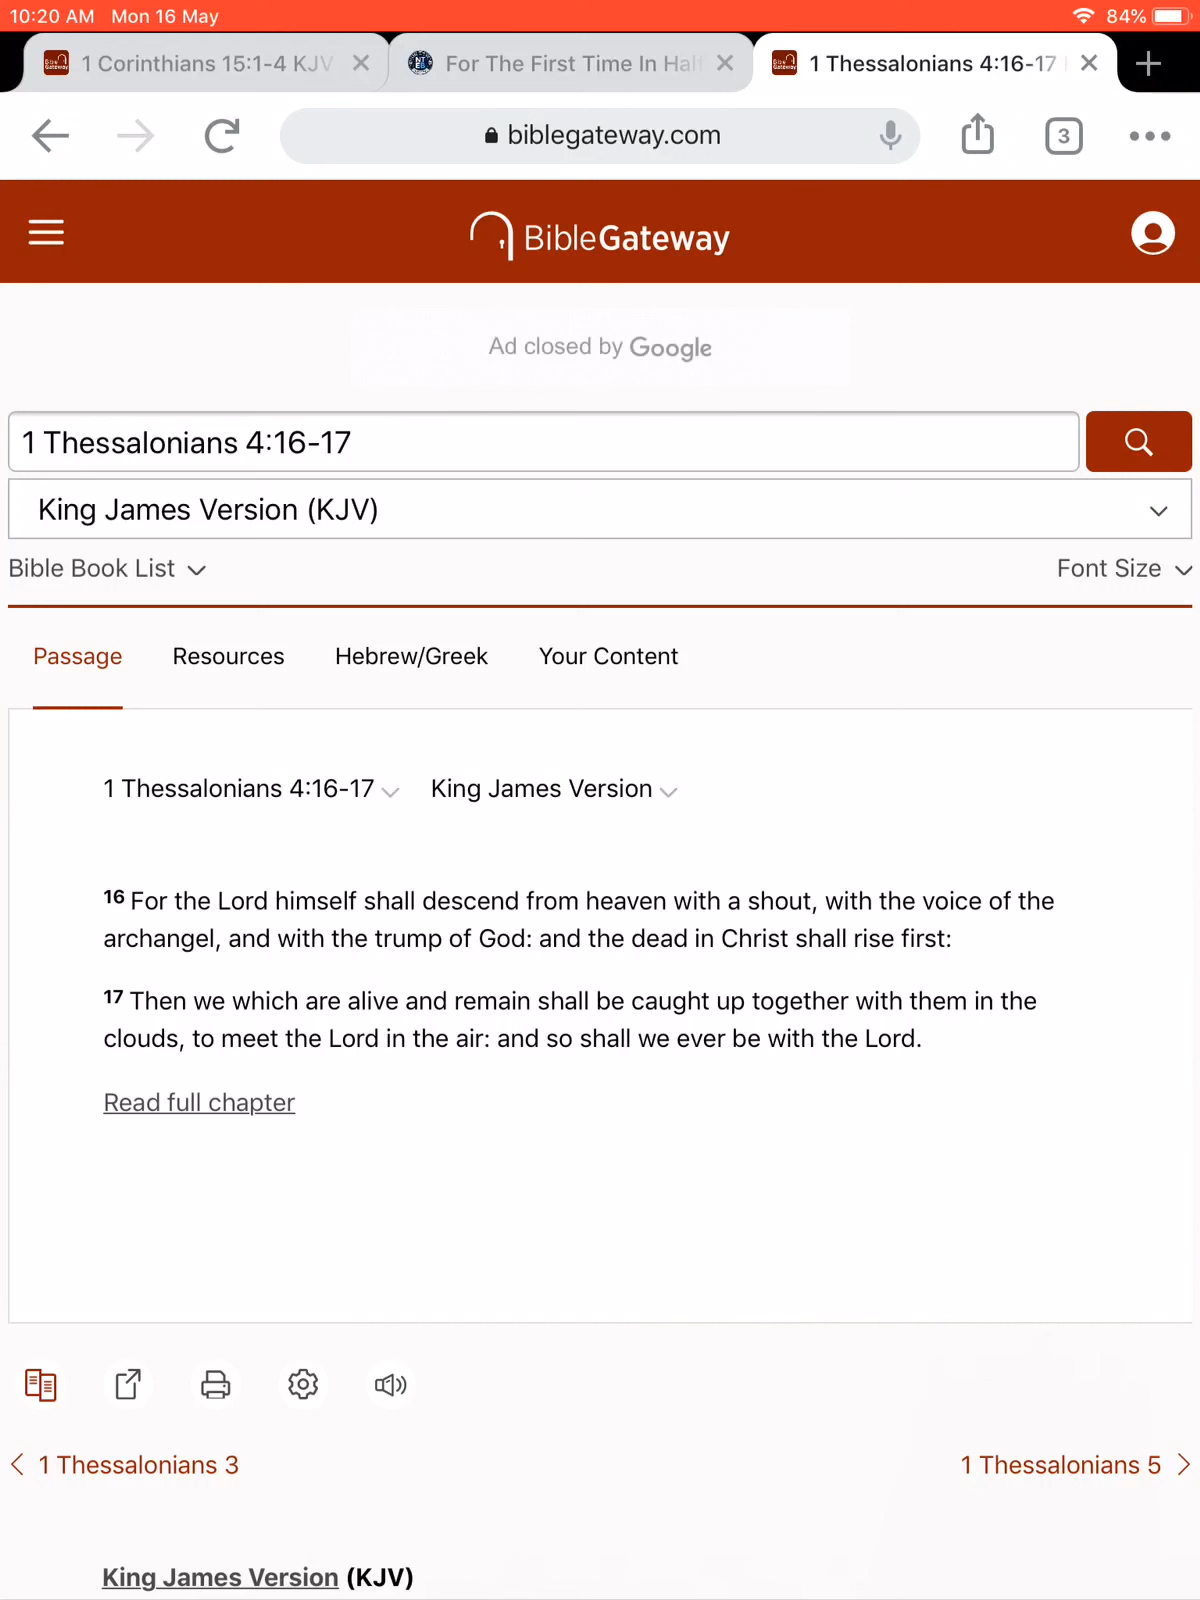 10:20 AM Mon 16 May 84%
1 Corinthians 15:1-4 KJV For The First Time In Half 1 Thessalonians 4:16-17
biblegateway.com 3
BibleGateway
Ad closed by Google
1 Thessalonians 4:16-17
King James Version (KJV)
Bible Book List Font Size
Passage Resources Hebrew/Greek Your Content
1 Thessalonians 4:16-17 King James Version
16 For the Lord himself shall descend from heaven with a shout, with the voice of the
archangel, and with the trump of God: and the dead in Christ shall rise first:
17 Then we which are alive and remain shall be caught up together with them in the
clouds, to meet the Lord in the air: and so shall we ever be with the Lord.
Read full chapter
1 Thessalonians 3 1 Thessalonians 5
King James Version (KJV)